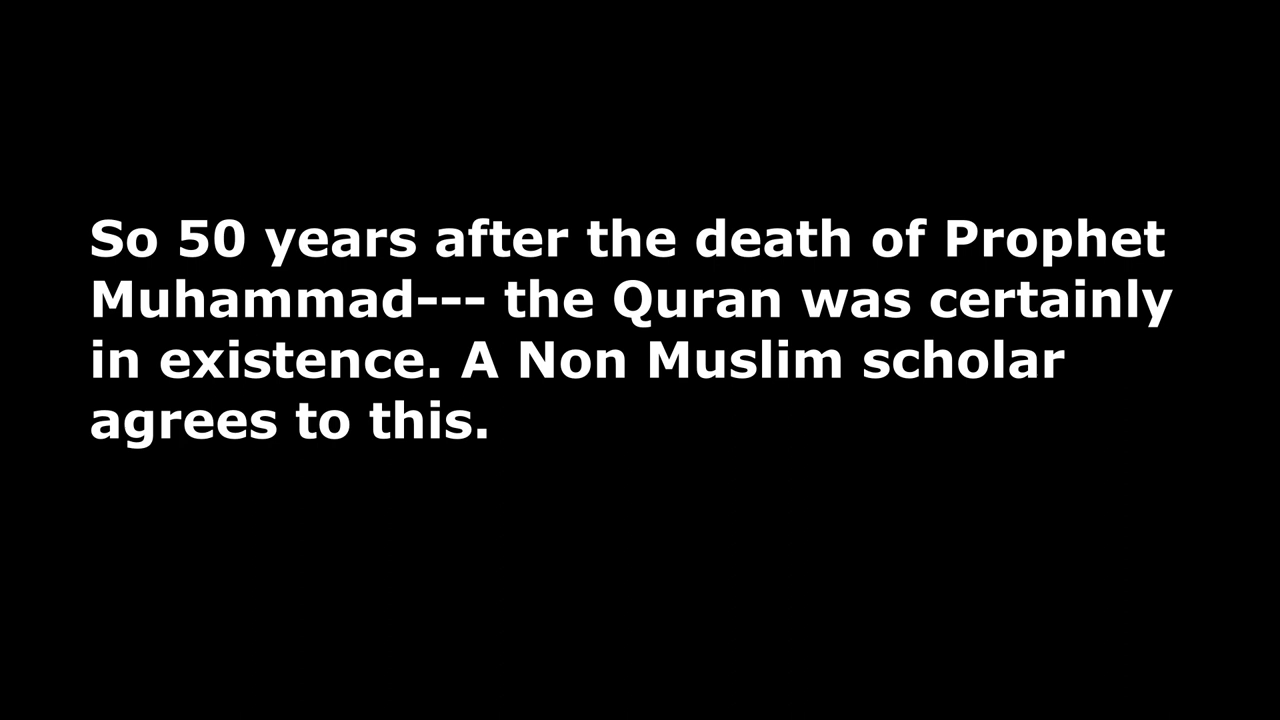 So 50 years after the death of Prophet
Muhammad--- the Quran was certainly
in existence. A Non Muslim scholar
agrees to this.